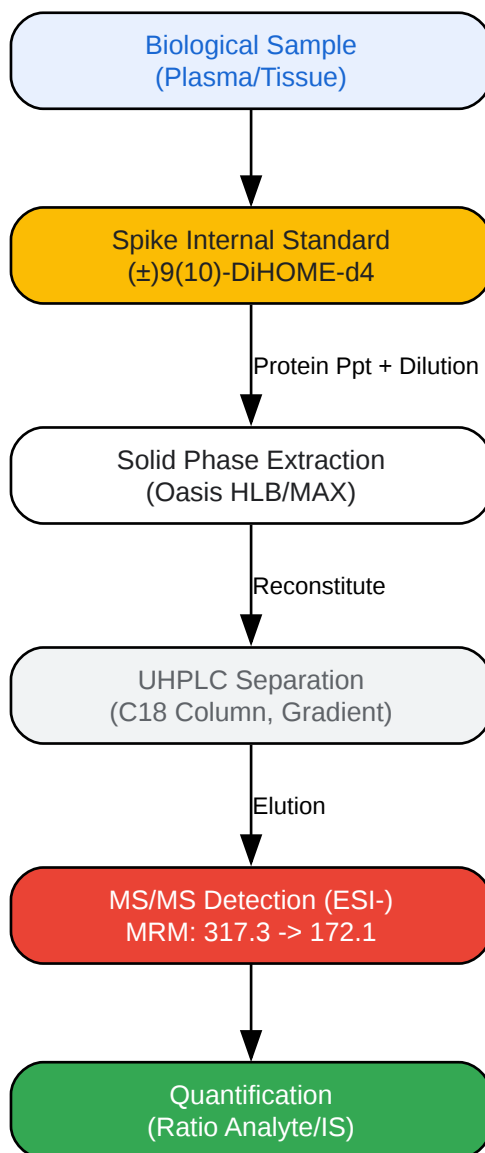 Biological Sample
(Plasma/Tissue)
Spike Internal Standard
(±)9(10)-DiHOME-d4
Protein Ppt + Dilution
Solid Phase Extraction
(Oasis HLB/MAX)
Reconstitute
UHPLC Separation
(C18 Column, Gradient)
Elution
MS/MS Detection (ESI-)
MRM: 317.3 -> 172.1
Quantification
(Ratio Analyte/IS)